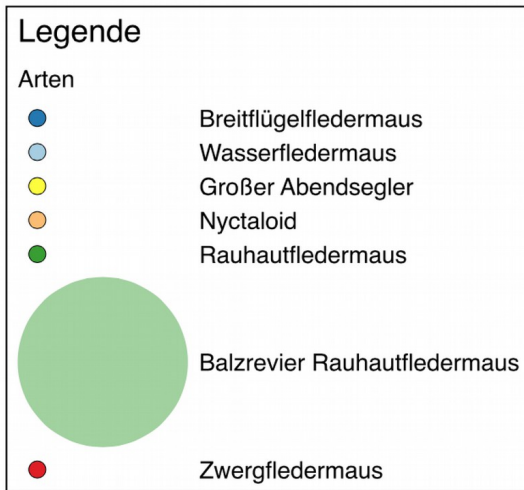 Legende
Arten
Breitflügelfledermaus
Wasserfledermaus
Großer Abendsegler
Nyctaloid
Rauhautfledermaus
Balzrevier Rauhautfledermaus
Zwergfledermaus